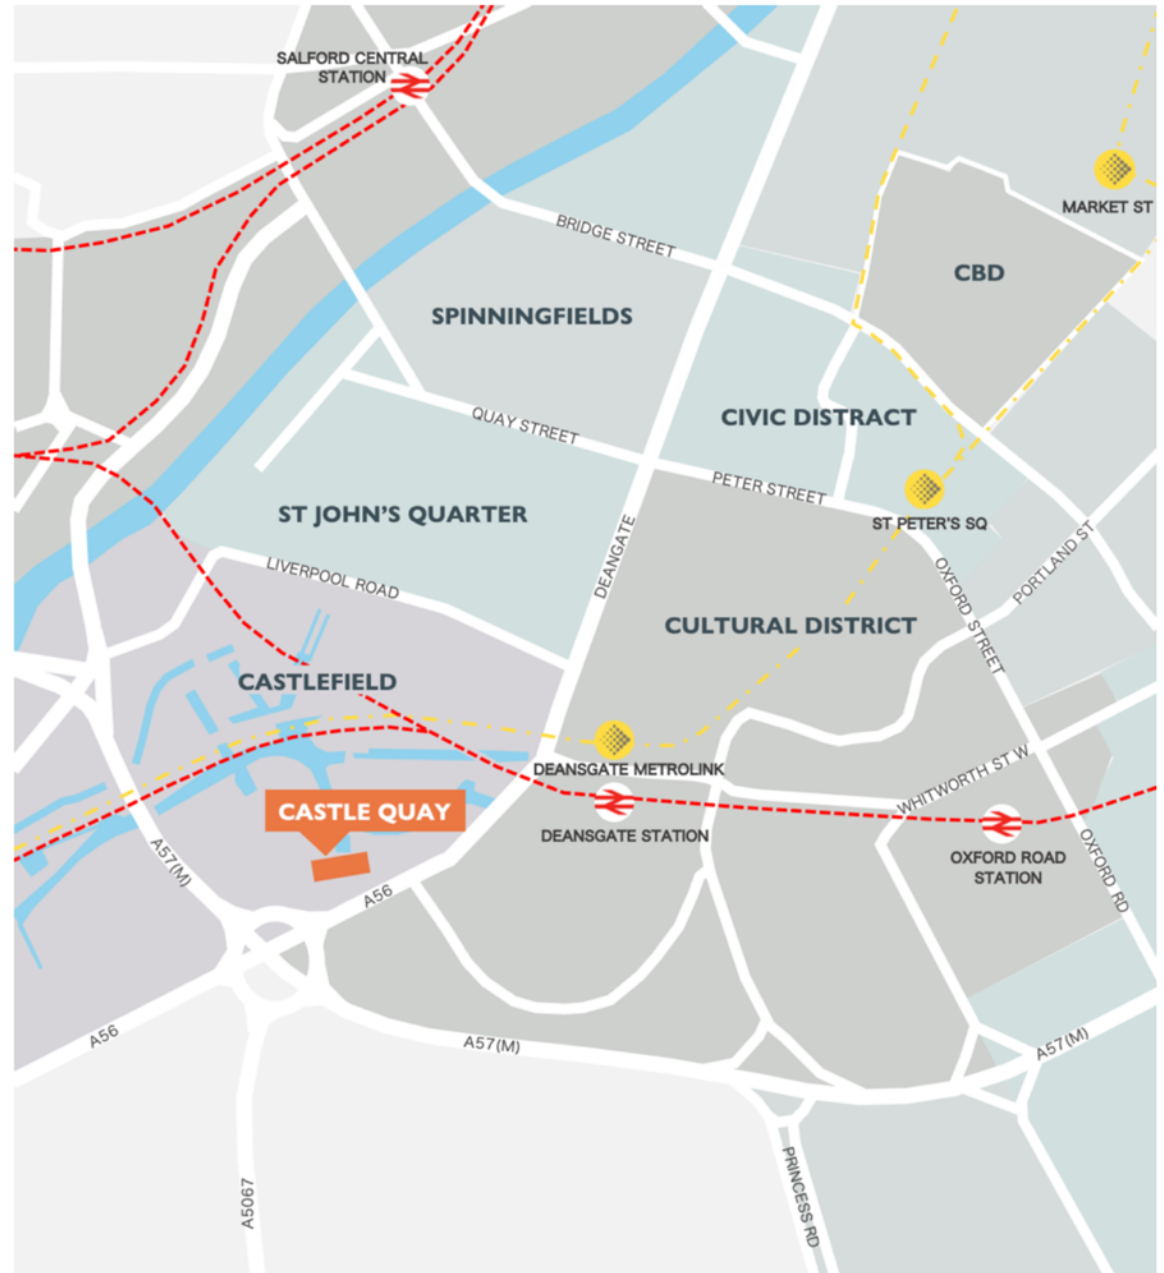 SALFORD CENTRAL
STATION
MARKET ST
BRIDGE STREET
CBD
SPINNINGFIELDS
CIVIC DISTRACT
QUAY STREET
PETER STREET
ST JOHN'S QUARTER
ST PETER'S SQ
DEANGATE
PORTLAND ST
LIVERPOOL ROAD
OXFORD STREET
CULTURAL DISTRICT
CASTLEFIELD
DEANSGATE METROLINK
WHITWORTH ST W
CASTLE QUAY
DEANSGATE STATION
OXFORD ROAD
STATION
OXFORD RD
A57(M)
A56
A56
A57(M)
A57(M)
PRINCESS RD
A5067